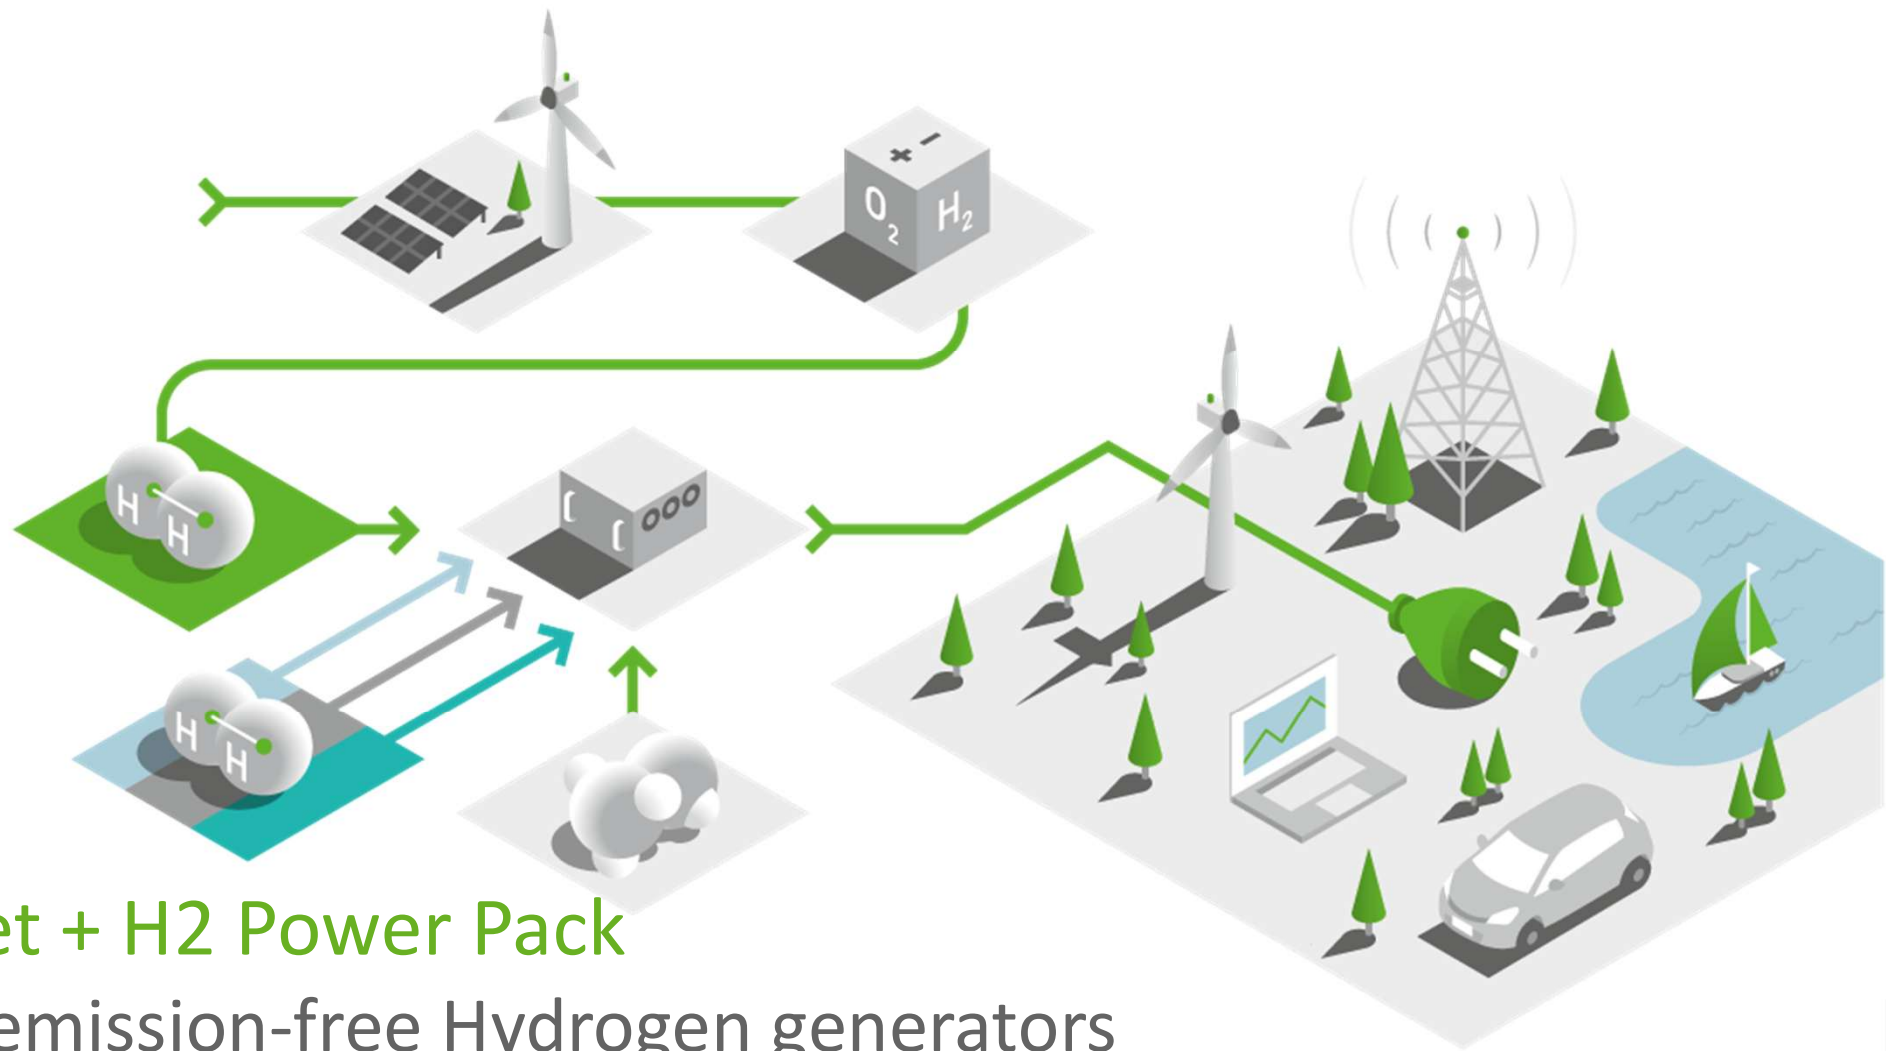 + -
O2
H2
H
H
H
H
et + H2 Power Pack
emission-free Hydrogen generators